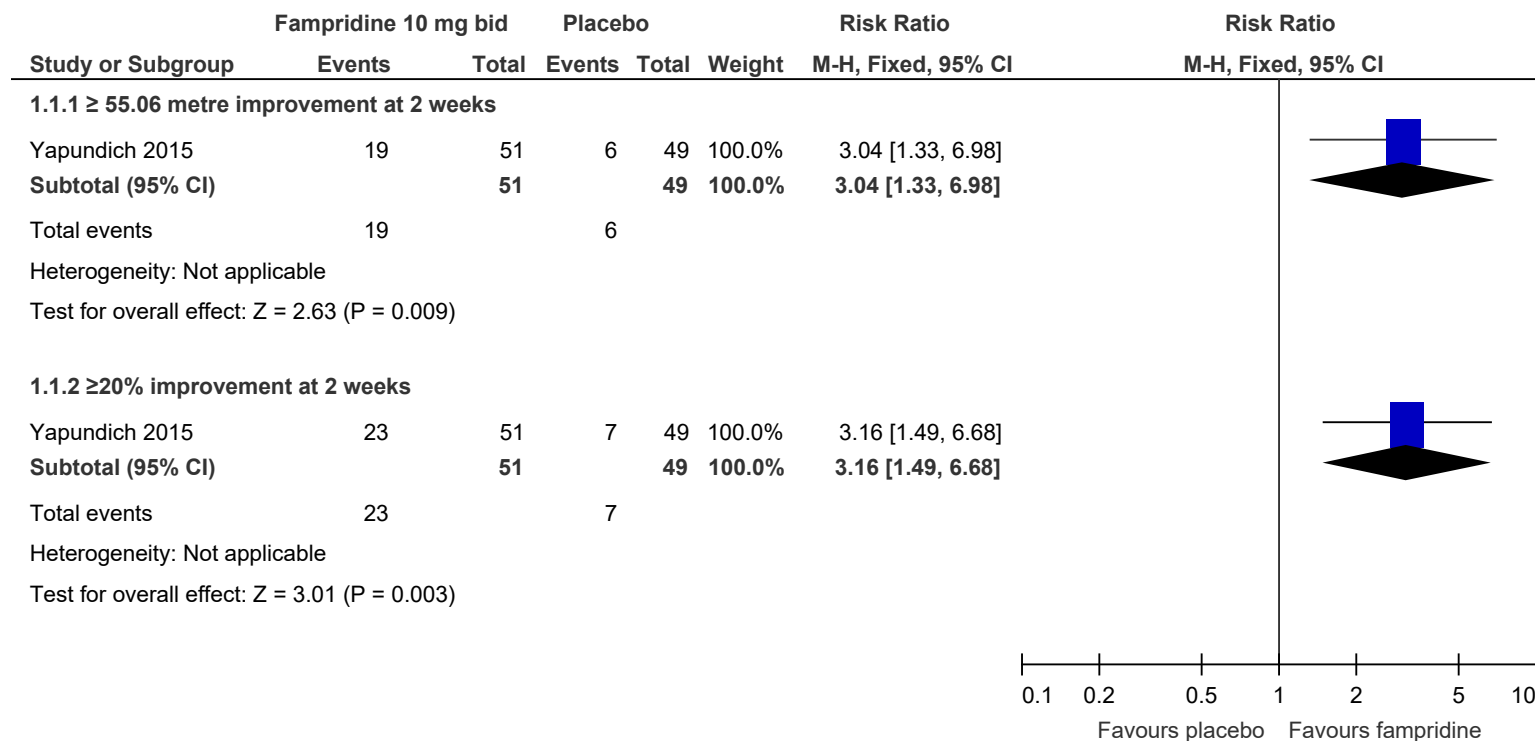 Fampridine 10 mg bid Placebo Risk Ratio Risk Ratio
Study or Subgroup Events Total Events Total Weight M-H, Fixed, 95% CI M-H, Fixed, 95% CI
1.1.1 ≥ 55.06 metre improvement at 2 weeks
Yapundich 2015 19 51 6 49 100.0% 3.04 [1.33, 6.98]
Subtotal (95% CI) 51 49 100.0% 3.04 [1.33, 6.98]
Total events 19 6
Heterogeneity: Not applicable
Test for overall effect: Z = 2.63 (P = 0.009)
1.1.2 ≥20% improvement at 2 weeks
Yapundich 2015 23 51 7 49 100.0% 3.16 [1.49, 6.68]
Subtotal (95% CI) 51 49 100.0% 3.16 [1.49, 6.68]
Total events 23 7
Heterogeneity: Not applicable
Test for overall effect: Z = 3.01 (P = 0.003)
0.1 0.2 0.5 1 2 5 10
Favours placebo Favours fampridine